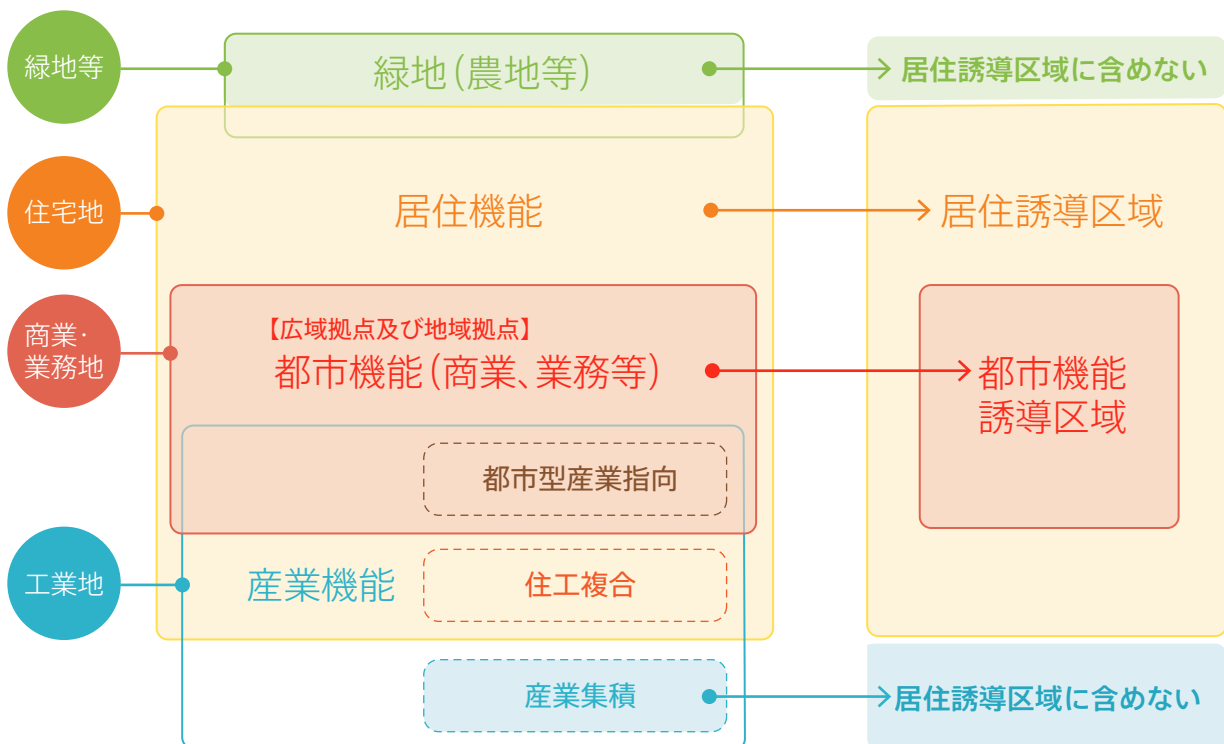 緑地等
緑地(農地等)
居住誘導区域に含めない
住宅地
居住機能
居住誘導区域
商業・
業務地
【広域拠点及び地域拠点】
都市機能(商業、業務等)
都市機能
誘導区域
都市型産業指向
工業地
産業機能
住工複合
産業集積
居住誘導区域に含めない